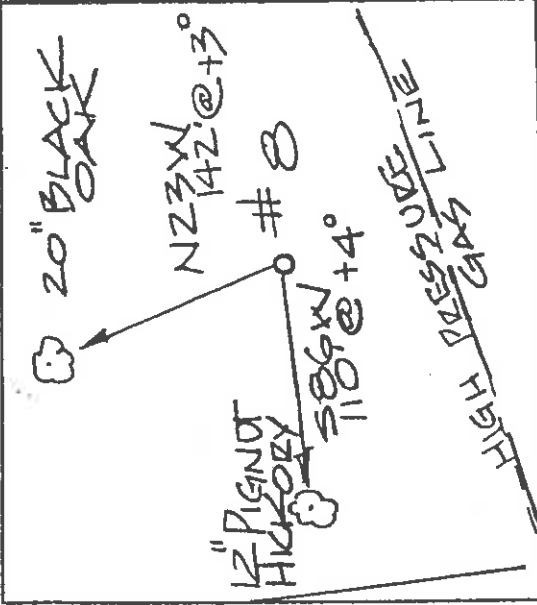 20" BLACK
OAK
N23W
142' @ +3°
# 8
12" PIGNUT
HICKORY
S86W
110' @ +4°
HIGH PRESSURE
GAS LINE